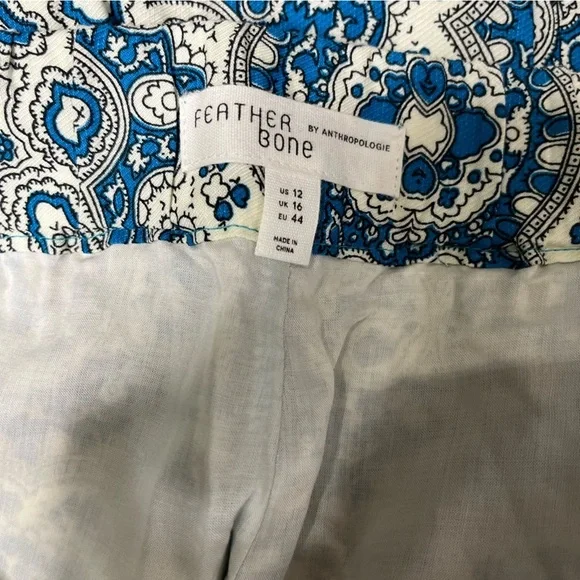 FEATHER
Bone BY ANTHROPOLOGIE
US 12
UK 16
EU 44
MADE IN
CHINA